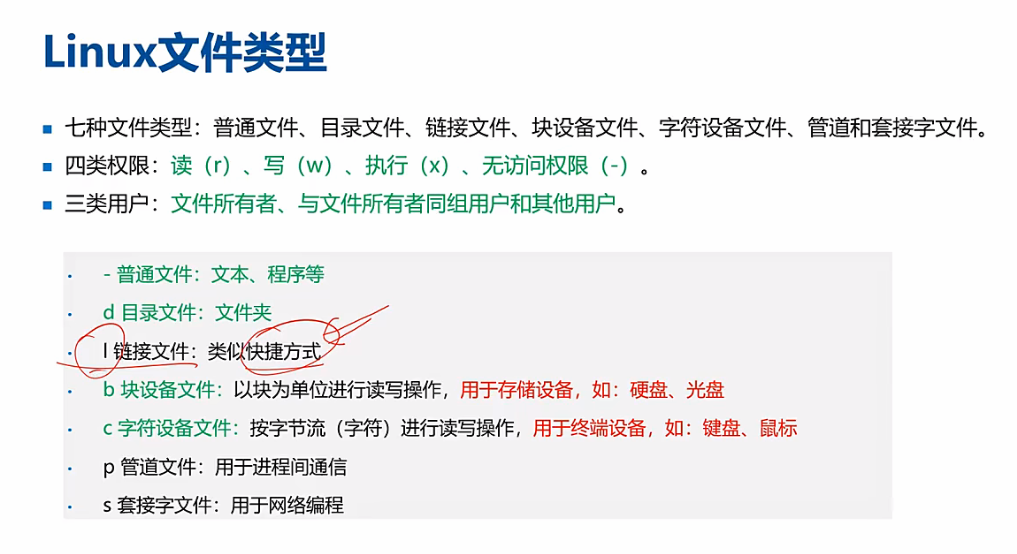 Linux文件类型
七种文件类型：普通文件、目录文件、链接文件、块设备文件、字符设备文件、管道和套接字文件。
四类权限：读（r）、写（w）、执行（x）、无访问权限（-）。
三类用户：文件所有者、与文件所有者同组用户和其他用户。
- 普通文件：文本、程序等
d 目录文件：文件夹
l 链接文件：类似快捷方式
b 块设备文件：以块为单位进行读写操作，用于存储设备，如：硬盘、光盘
c 字符设备文件：按字节流（字符）进行读写操作，用于终端设备，如：键盘、鼠标
p 管道文件：用于进程间通信
s 套接字文件：用于网络编程